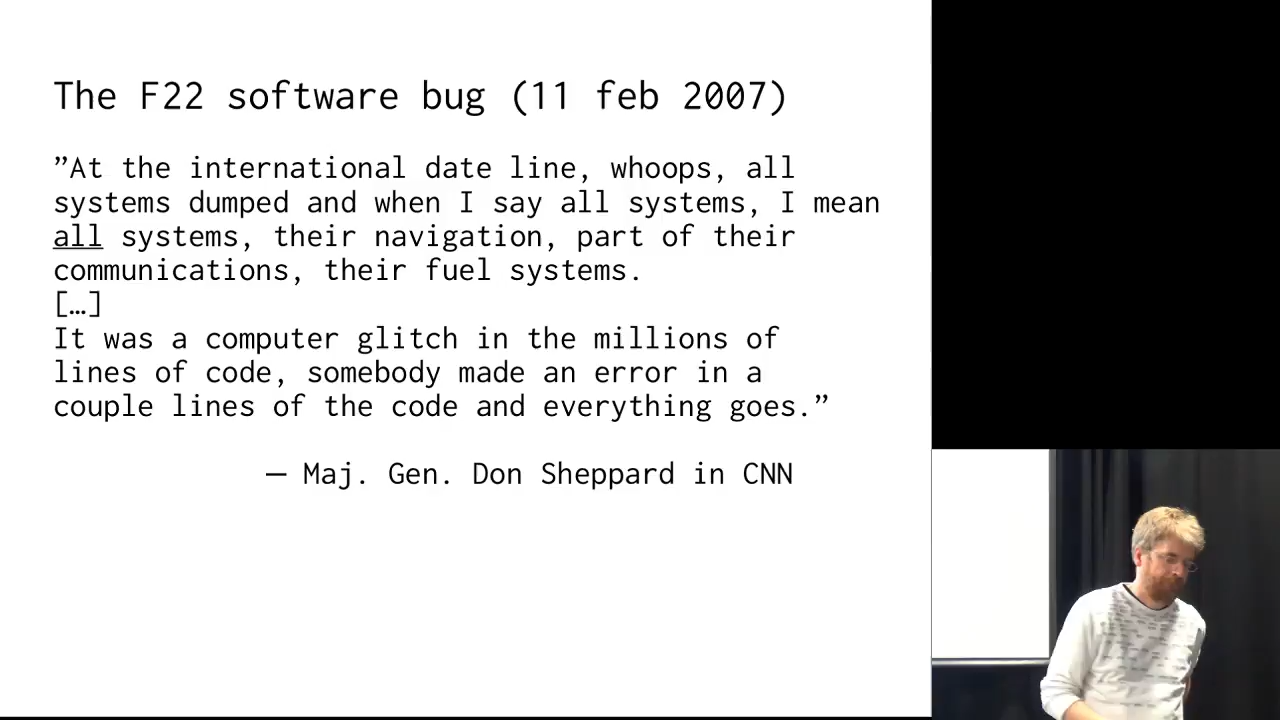 The F22 software bug (11 feb 2007)
”At the international date line, whoops, all
systems dumped and when I say all systems, I mean
all systems, their navigation, part of their
communications, their fuel systems.
[…]
It was a computer glitch in the millions of
lines of code, somebody made an error in a
couple lines of the code and everything goes.”
— Maj. Gen. Don Sheppard in CNN